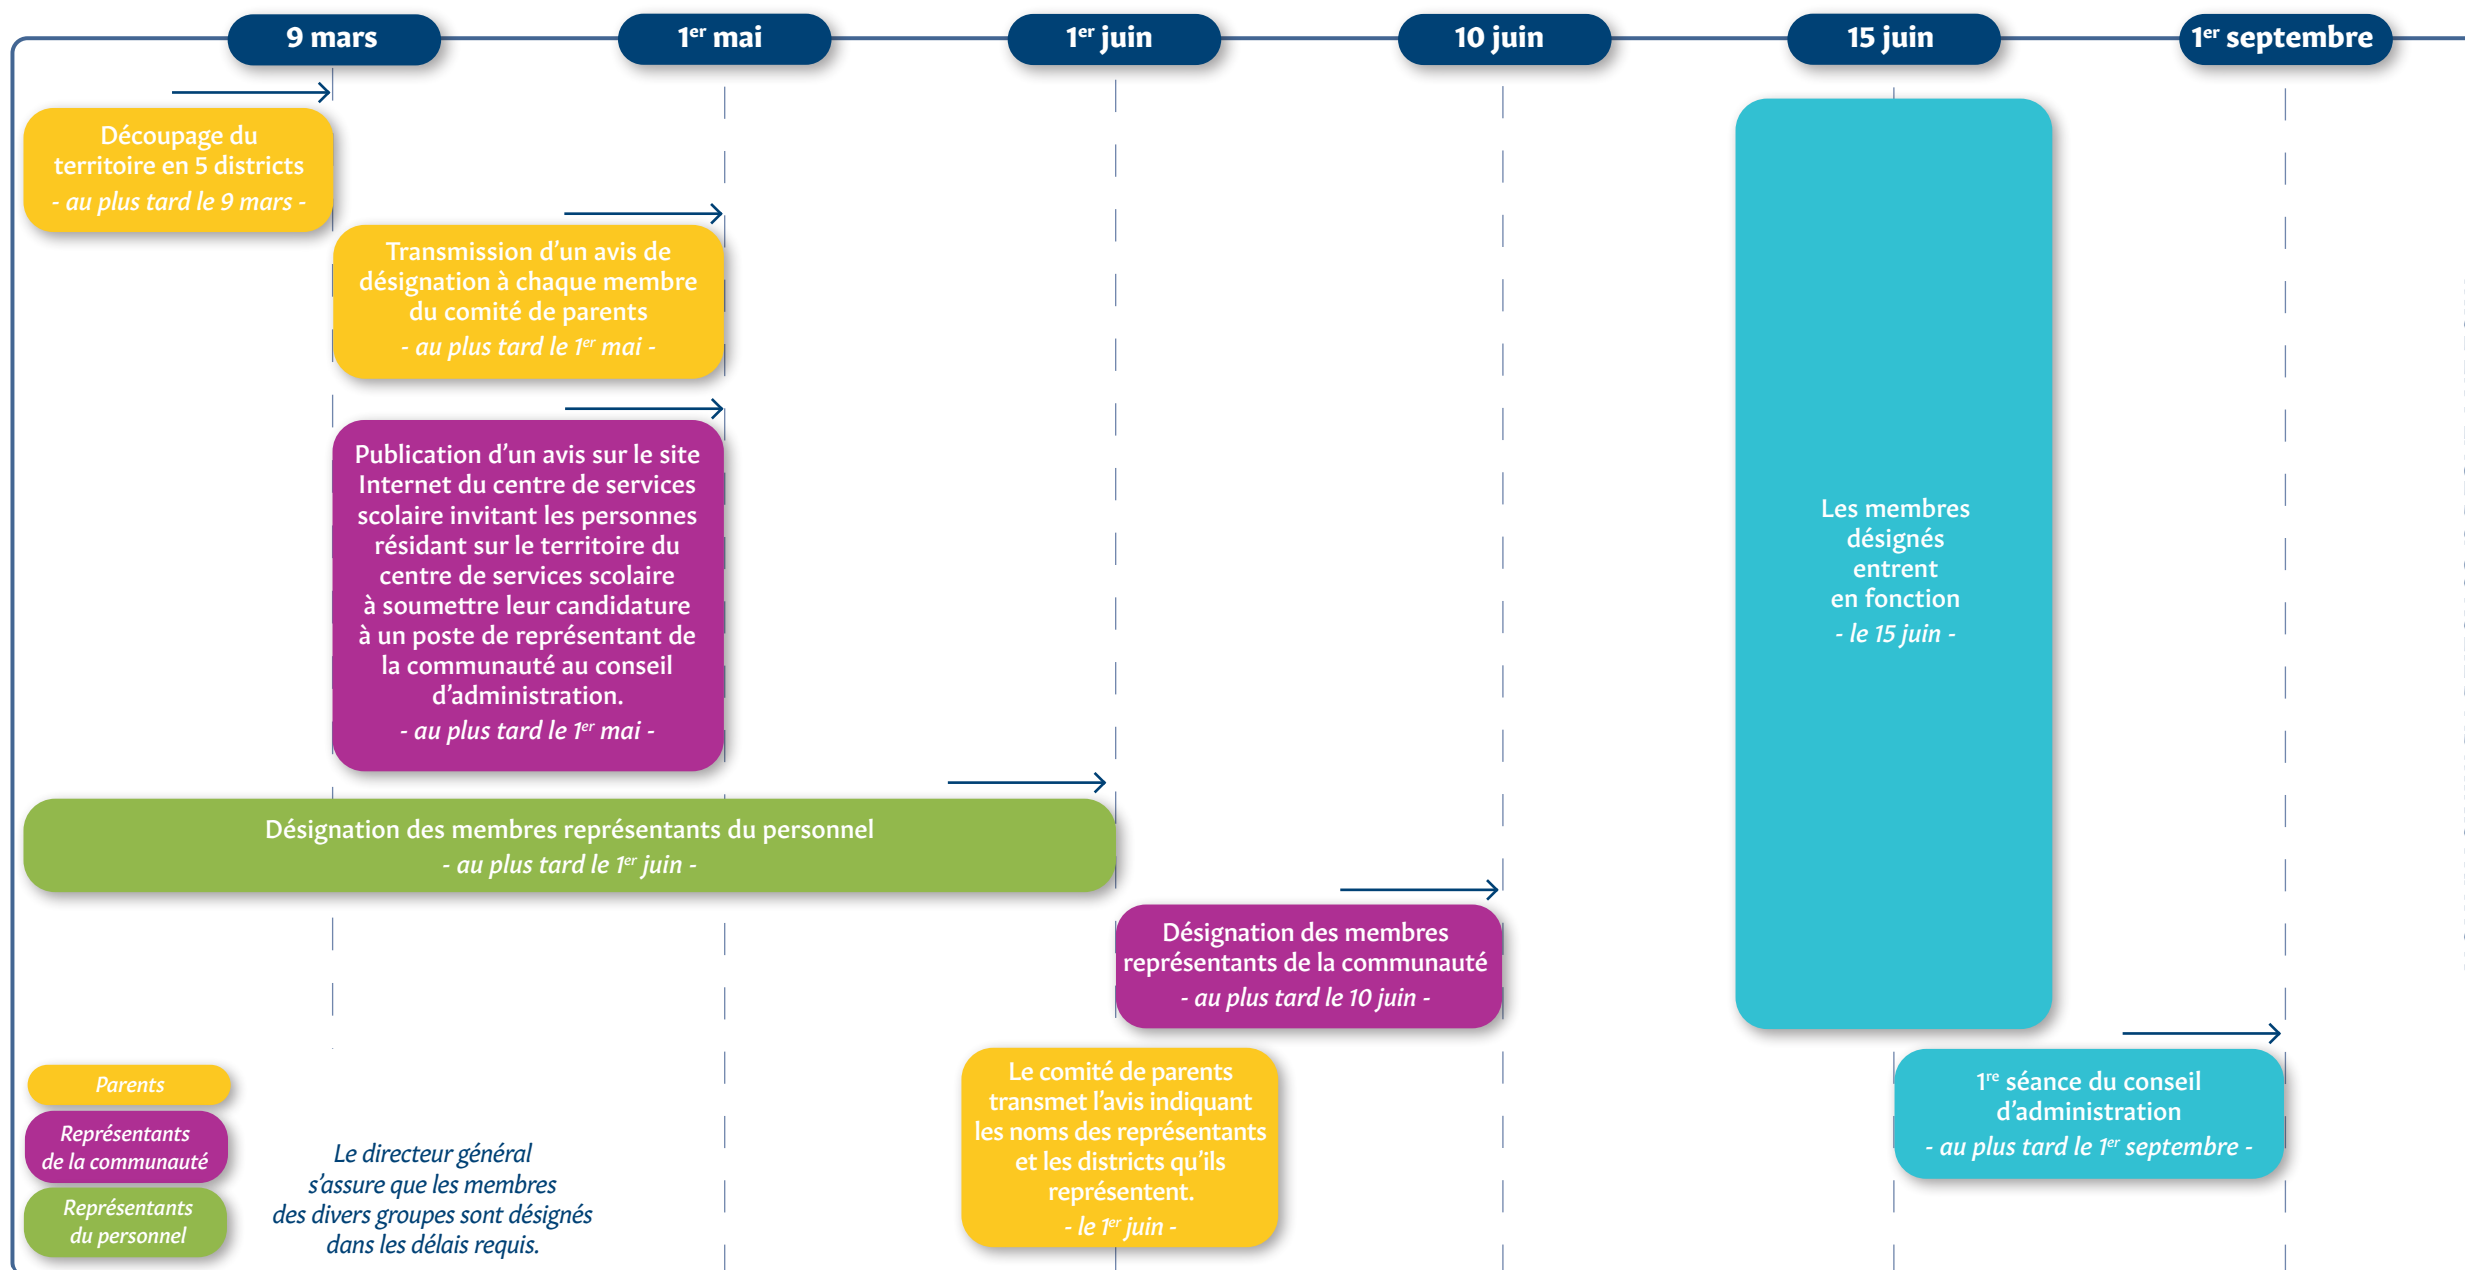 9 mars
1er mai
1er juin
10 juin
15 juin
1er septembre
Découpage du
territoire en 5 districts
- au plus tard le 9 mars -
Transmission d'un avis de
désignation à chaque membre
du comité de parents
- au plus tard le 1er mai -
Publication d'un avis sur le site
Internet du centre de services
scolaire invitant les personnes
résidant sur le territoire du
centre de services scolaire
à soumettre leur candidature
à un poste de représentant de
la communauté au conseil
d'administration.
- au plus tard le 1er mai -
Les membres
désignés
entrent
en fonction
- le 15 juin -
Désignation des membres représentants du personnel
- au plus tard le 1er juin -
Désignation des membres
représentants de la communauté
- au plus tard le 10 juin -
Le comité de parents
transmet l'avis indiquant
les noms des représentants
et les districts qu'ils
représentent.
- le 1er juin -
1re séance du conseil
d'administration
- au plus tard le 1er septembre -
Parents
Représentants
de la communauté
Représentants
du personnel
Le directeur général
s'assure que les membres
des divers groupes sont désignés
dans les délais requis.